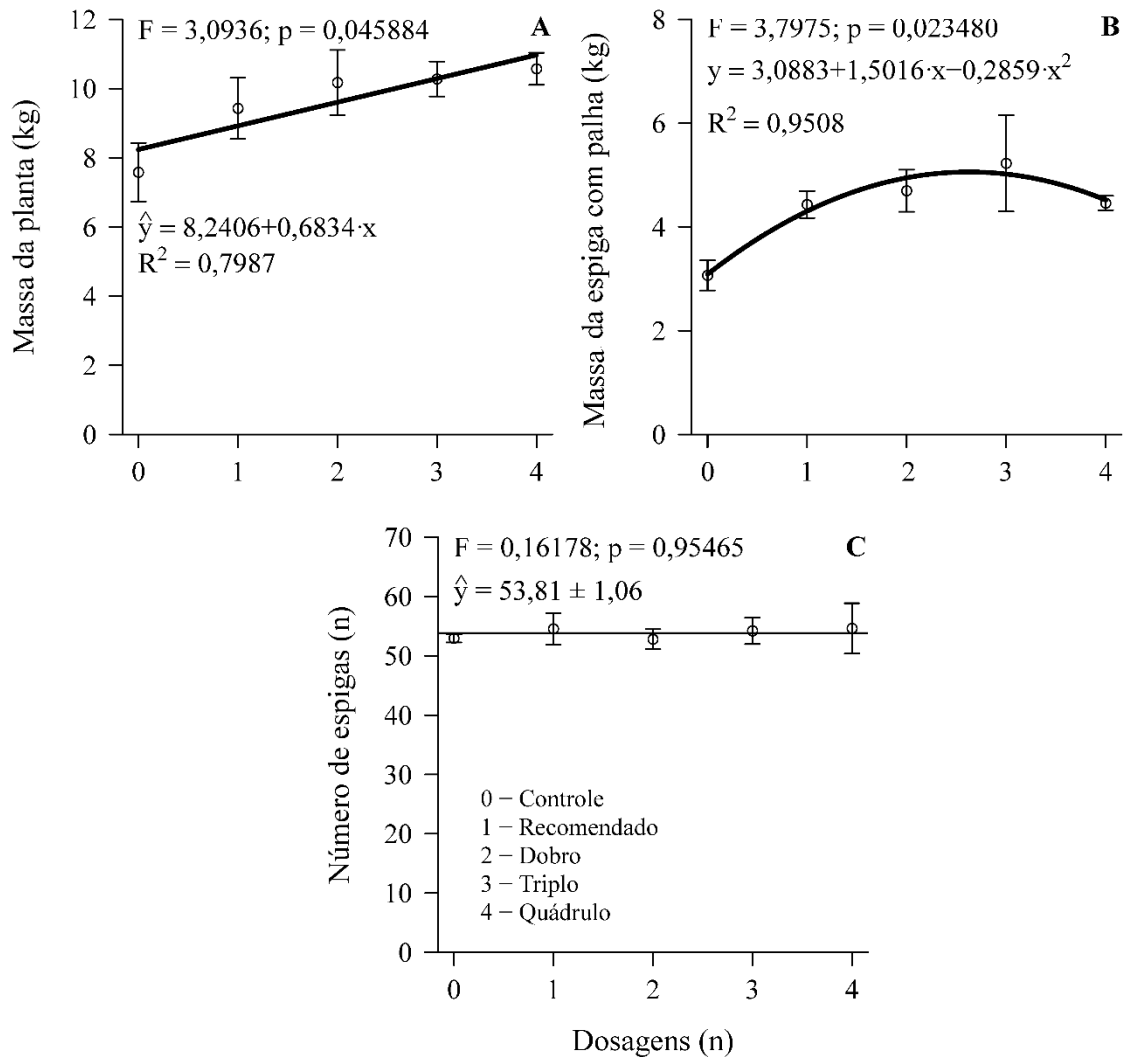 F = 3,0936; p = 0,045884
A
ŷ = 8,2406+0,6834·x
R² = 0,7987
Massa da planta (kg)
12
10
8
6
4
2
0
0 1 2 3 4
F = 3,7975; p = 0,023480
B
y = 3,0883+1,5016·x−0,2859·x²
R² = 0,9508
Massa da espiga com palha (kg)
8
6
4
2
0
0 1 2 3 4
F = 0,16178; p = 0,95465
C
ŷ = 53,81 ± 1,06
Número de espigas (n)
70
60
50
40
30
20
10
0
0 − Controle
1 − Recomendado
2 − Dobro
3 − Triplo
4 − Quádrulo
0 1 2 3 4
Dosagens (n)